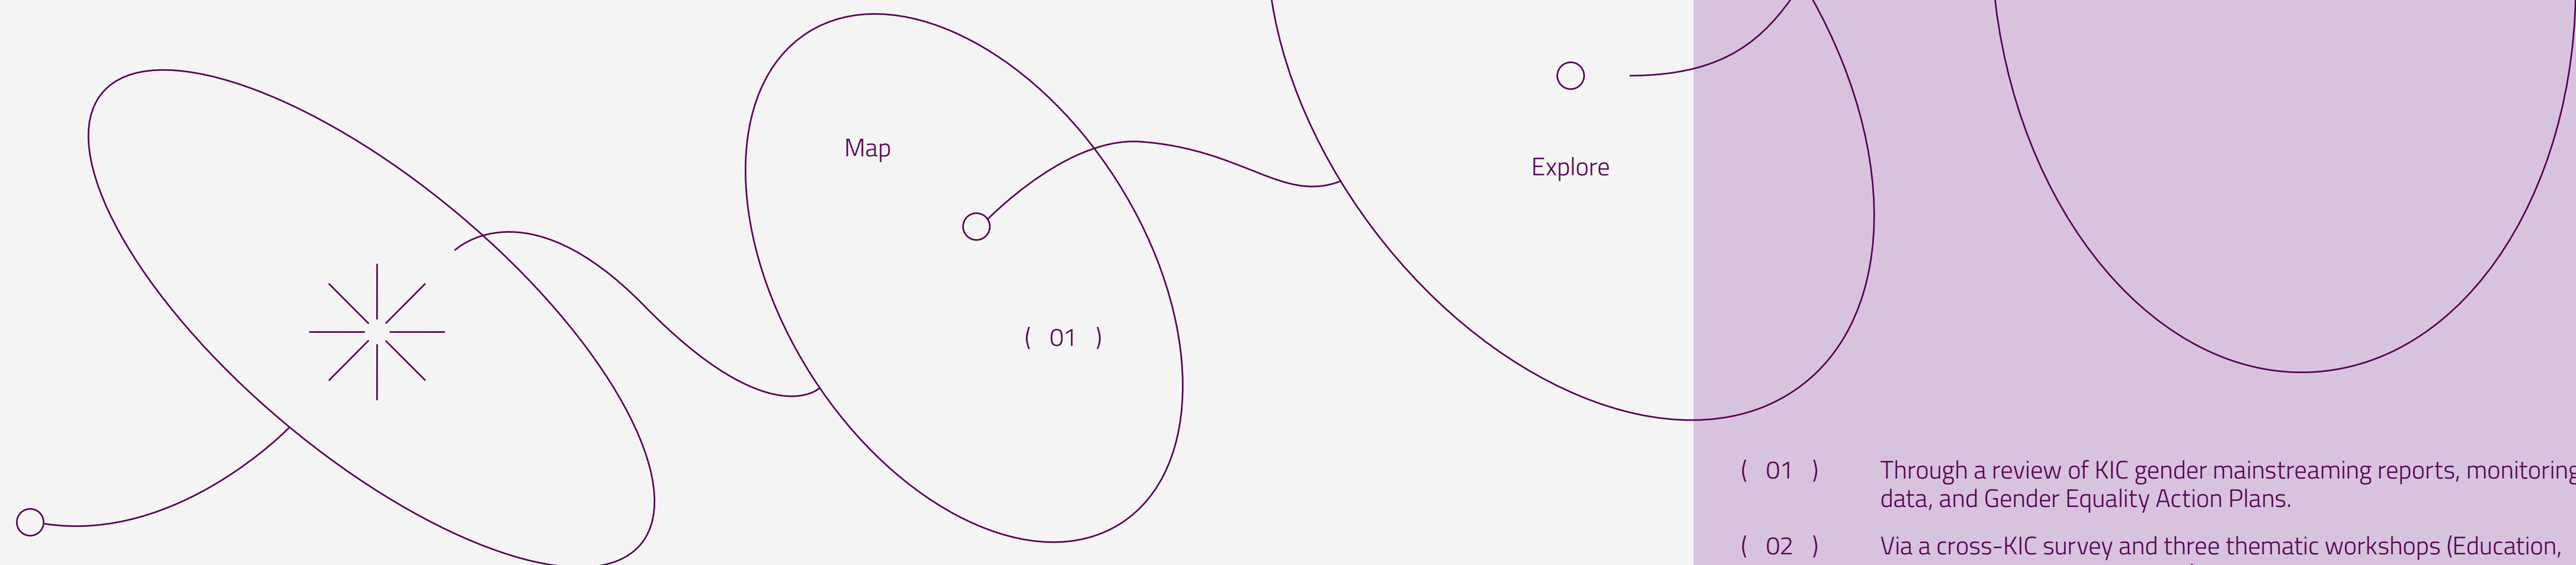 Map
( 01 )
Explore
( 01 ) Through a review of KIC gender mainstreaming reports, monitoring
data, and Gender Equality Action Plans.
( 02 ) Via a cross-KIC survey and three thematic workshops (Education,